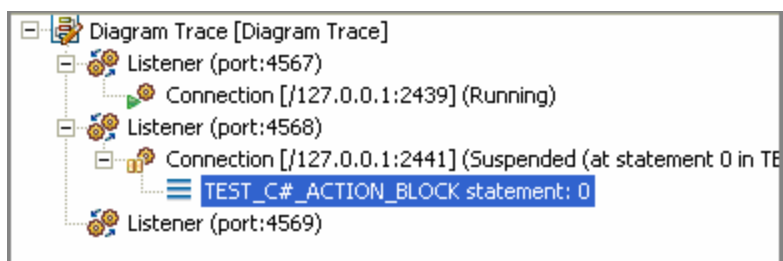 Diagram Trace [Diagram Trace]
Listener (port:4567)
Connection [/127.0.0.1:2439] (Running)
Listener (port:4568)
Connection [/127.0.0.1:2441] (Suspended (at statement 0 in TE
TEST_C#_ACTION_BLOCK statement: 0
Listener (port:4569)